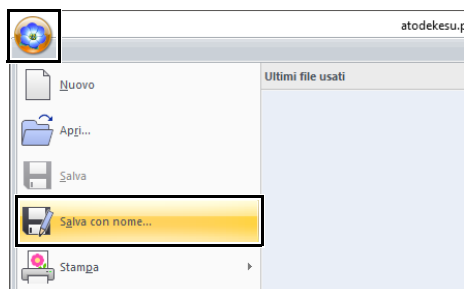 atodekesu.p
Ultimi file usati
Nuovo
Apri...
Salva
Salva con nome...
Stampa